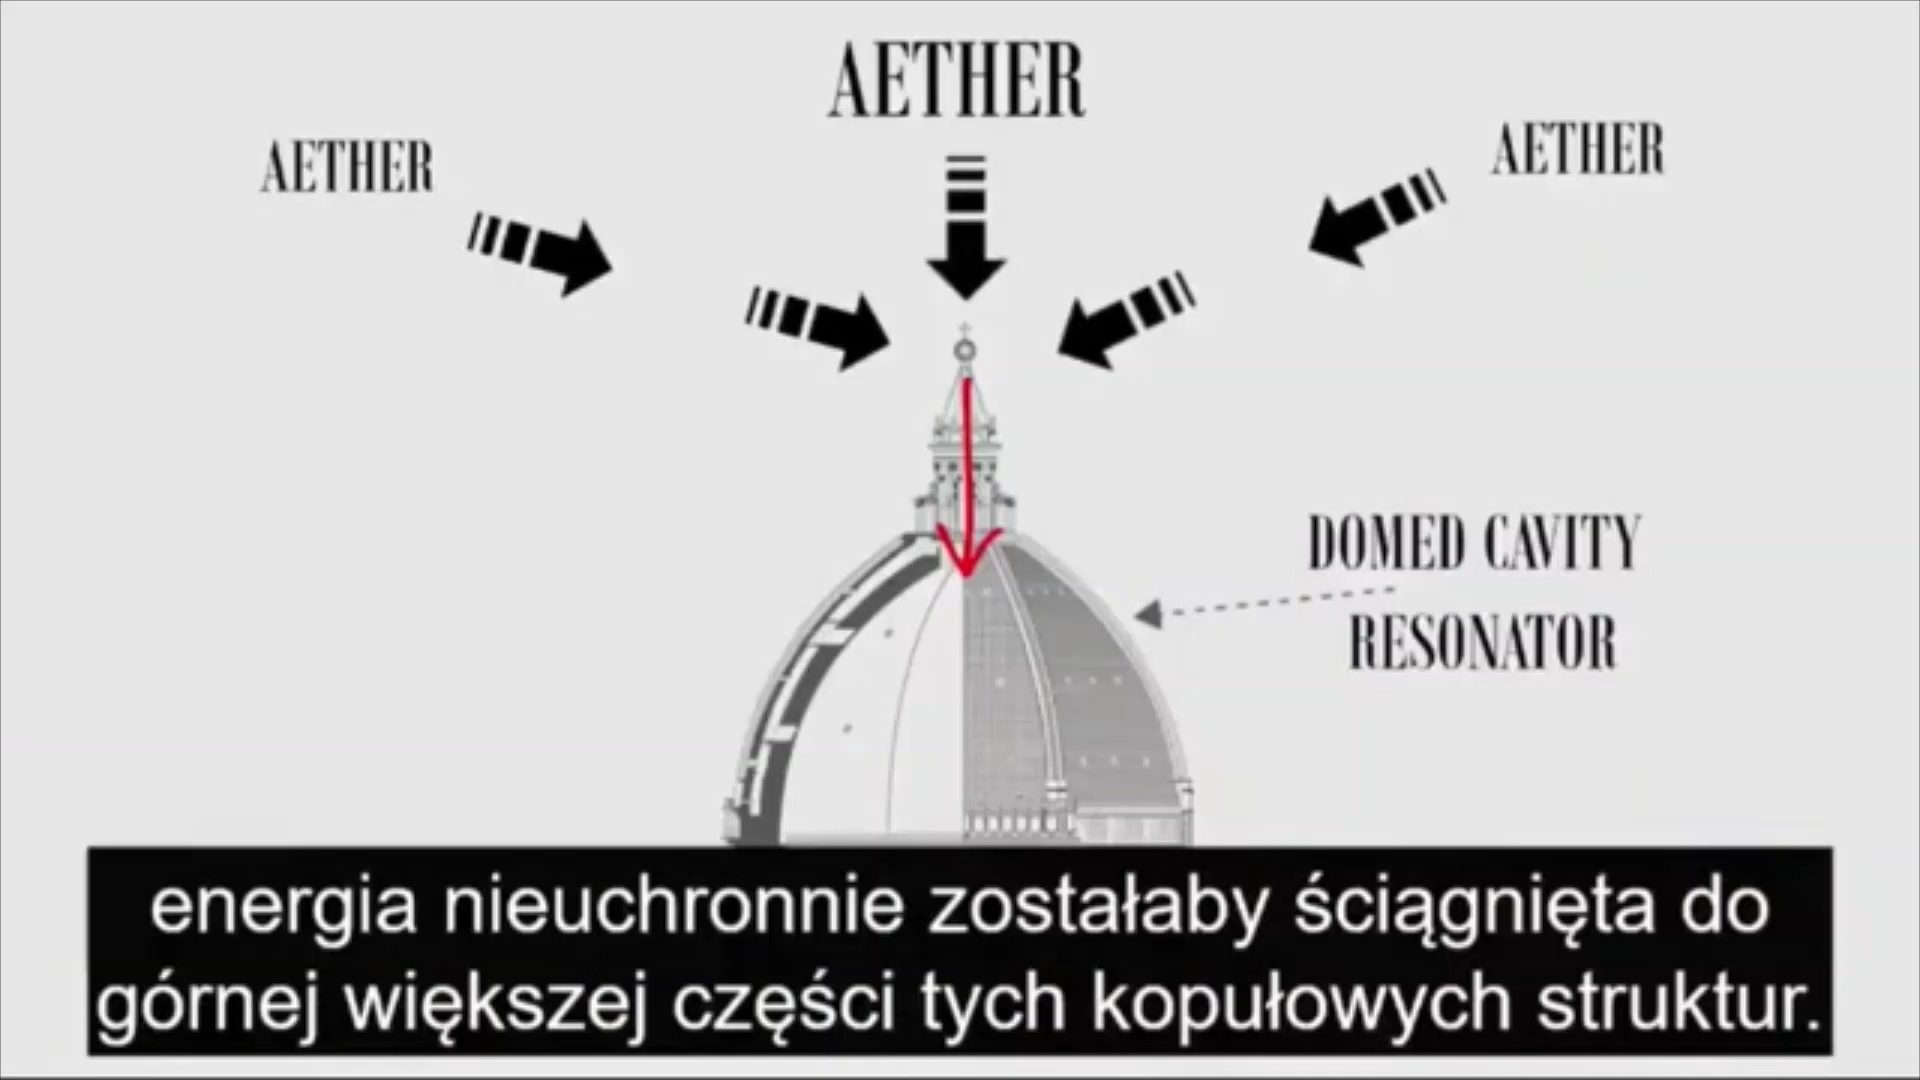 AETHER
AETHER
AETHER
DOMED CAVITY
RESONATOR
energia nieuchronnie zostałaby ściągnięta do
górnej większej części tych kopułowych struktur.